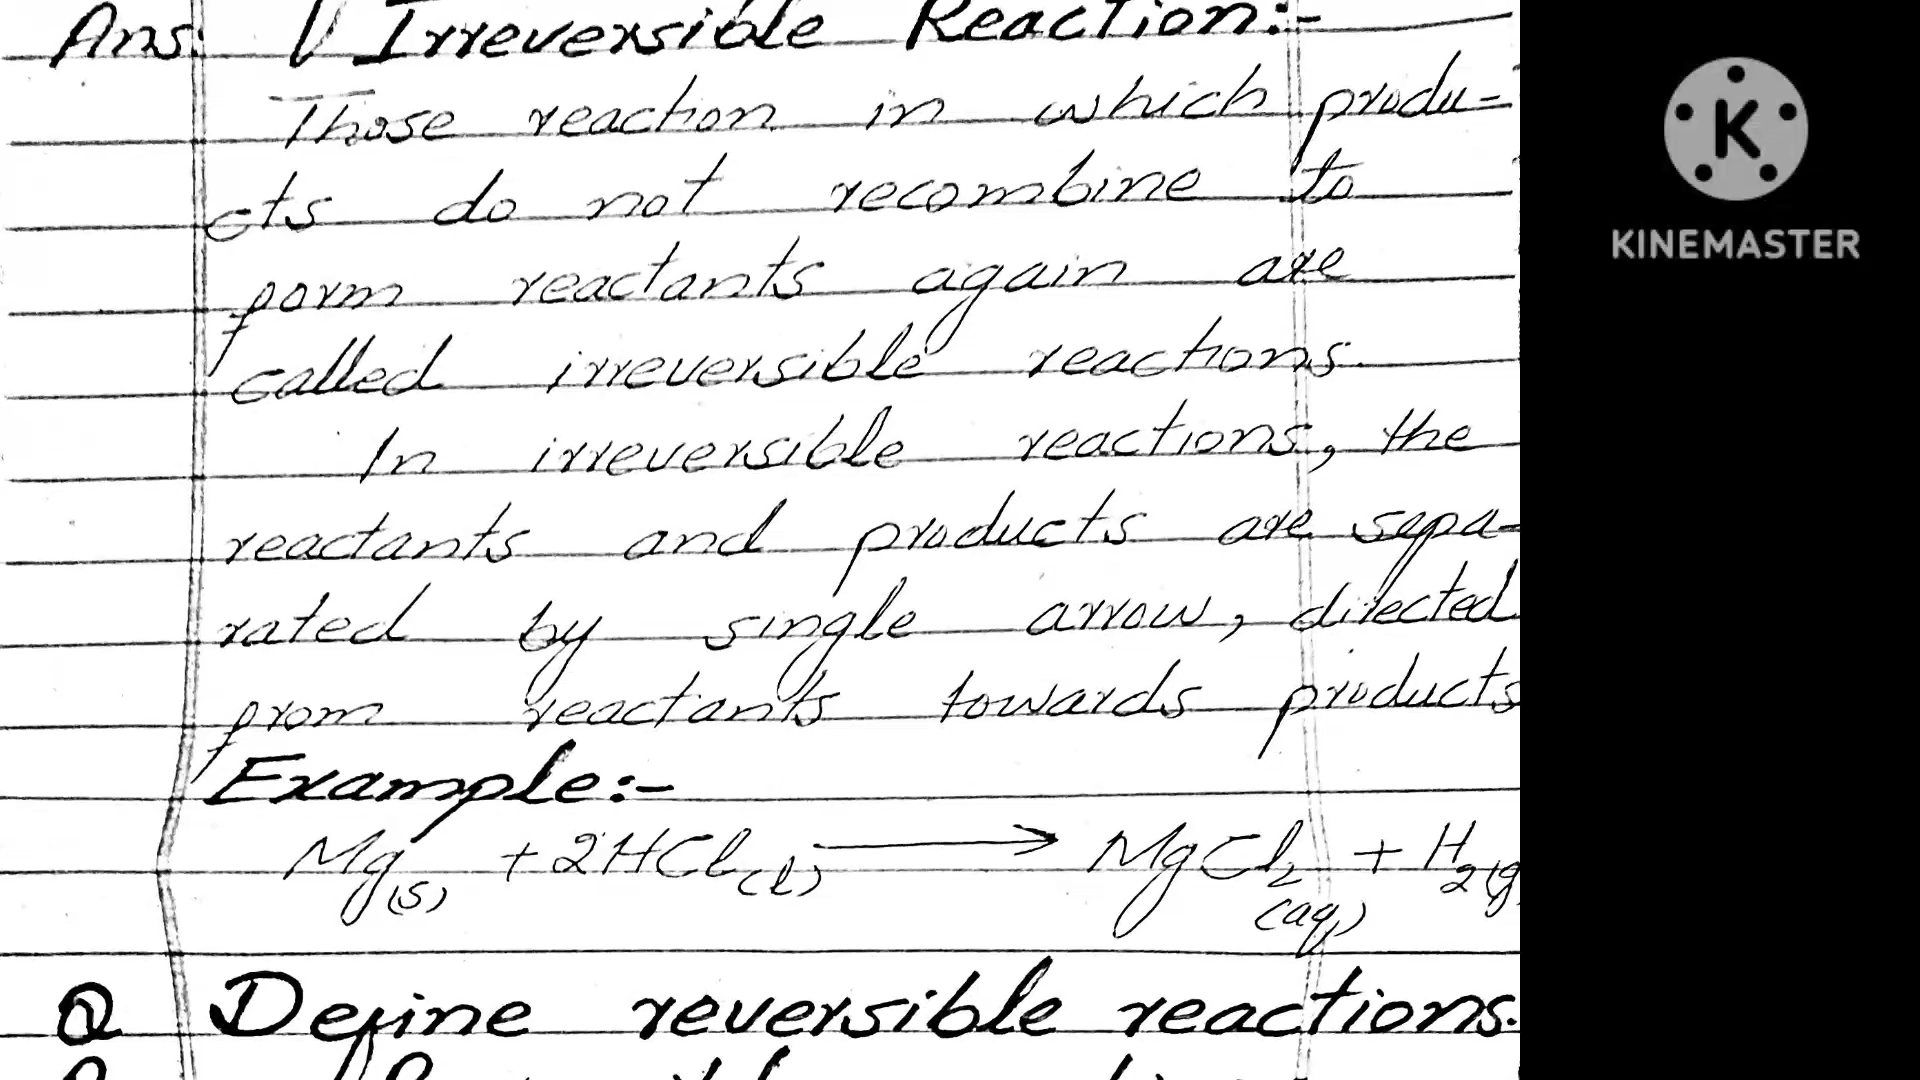 Ans: Irreversible Reaction:-
Those reaction in which produ-
cts do not recombine to
form reactants again are
called irreversible reactions.
In irreversible reactions, the
reactants and products are sepa-
rated by single arrow, directed
from reactants towards products
Example:-
Mg(s) + 2HCl(l) → MgCl2(aq) + H2(g
Q Define reversible reactions.
KINEMASTER